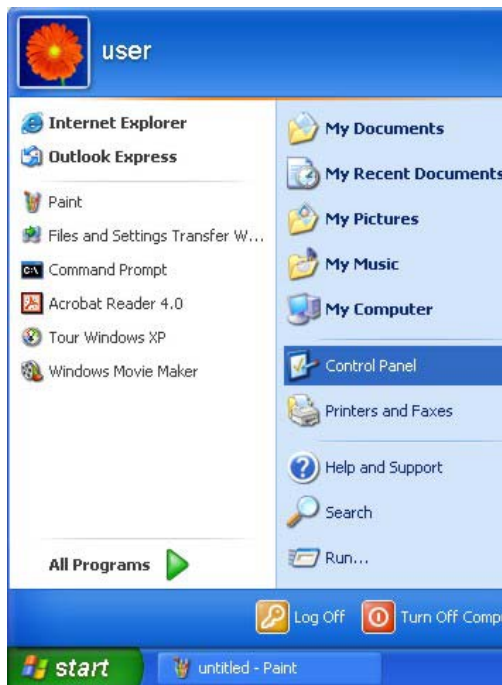 user
Internet Explorer
Outlook Express
Paint
Files and Settings Transfer W...
Command Prompt
Acrobat Reader 4.0
Tour Windows XP
Windows Movie Maker
All Programs
My Documents
My Recent Documents
My Pictures
My Music
My Computer
Control Panel
Printers and Faxes
Help and Support
Search
Run...
Log Off
Turn Off Comp
start
untitled - Paint